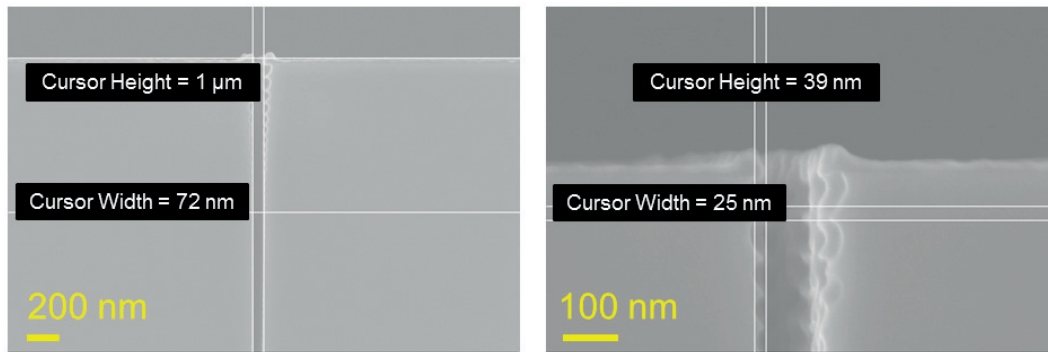 Cursor Height = 1 µm
Cursor Width = 72 nm
200 nm
Cursor Height = 39 nm
Cursor Width = 25 nm
100 nm